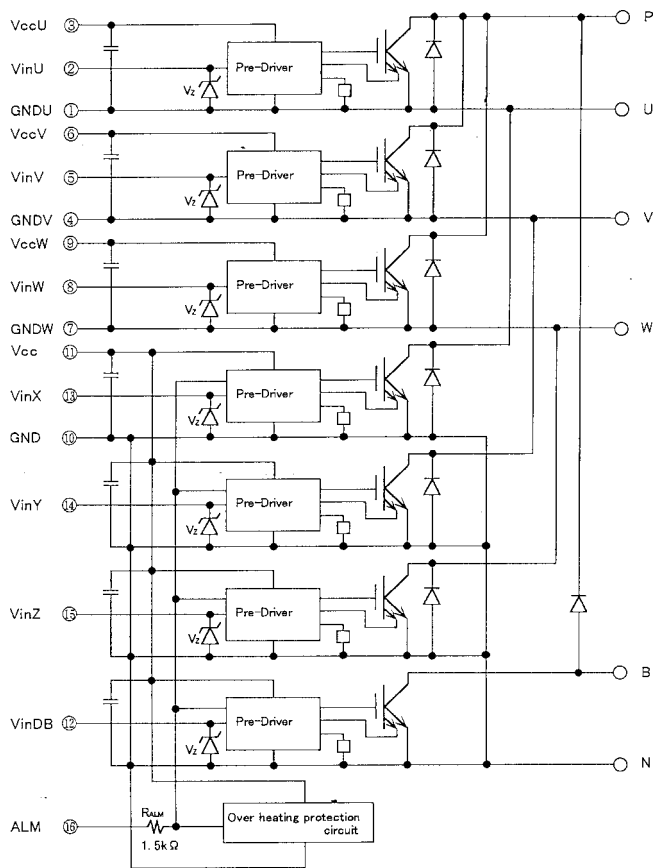 VccU ③
P
VinU ②
Pre-Driver
Vz
GNDU ①
U
VccV ⑥
VinV ⑤
Pre-Driver
Vz
GNDV ④
V
VccW ⑨
VinW ⑧
Pre-Driver
Vz
GNDW ⑦
W
Vcc ⑪
VinX ⑬
Pre-Driver
Vz
GND ⑩
VinY ⑭
Pre-Driver
Vz
VinZ ⑮
Pre-Driver
Vz
B
VinDB ⑫
Pre-Driver
Vz
N
ALM ⑯
RALM
1.5kΩ
Over heating protection
circuit